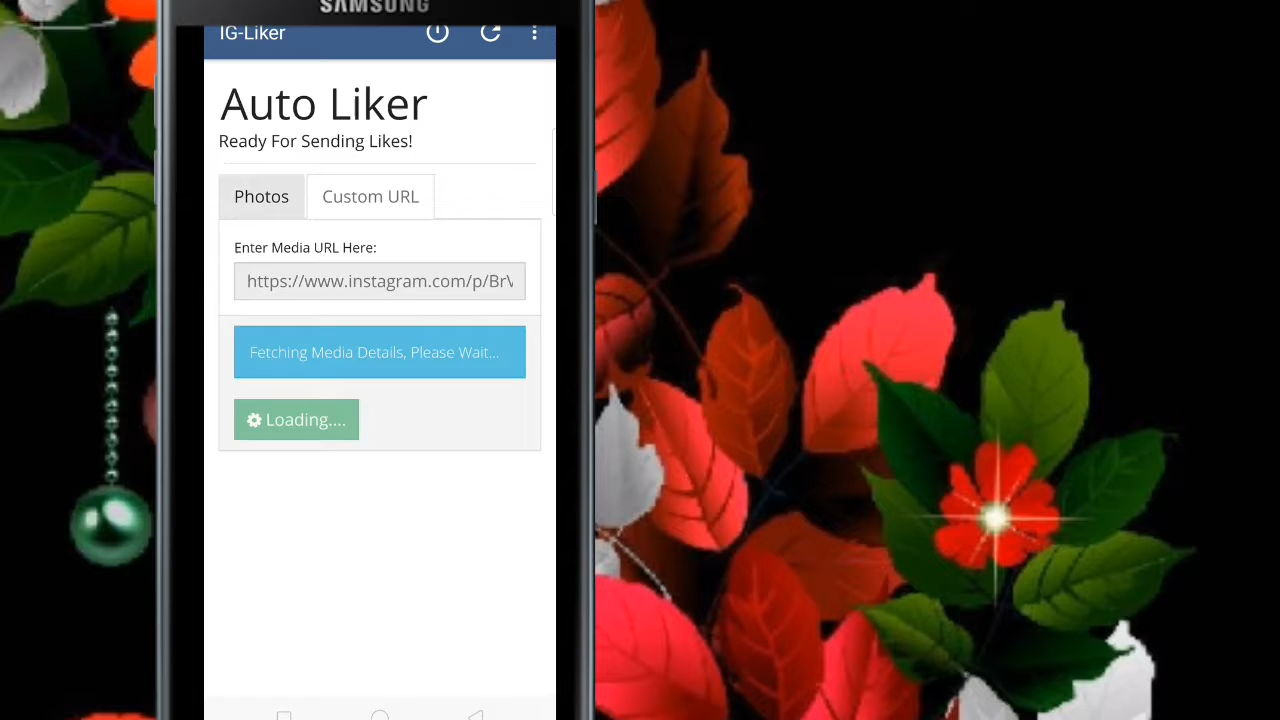 SAMSUNG
IG-Liker
Auto Liker
Ready For Sending Likes!
Photos
Custom URL
Enter Media URL Here:
https://www.instagram.com/p/Br
Fetching Media Details, Please Wait...
Loading....